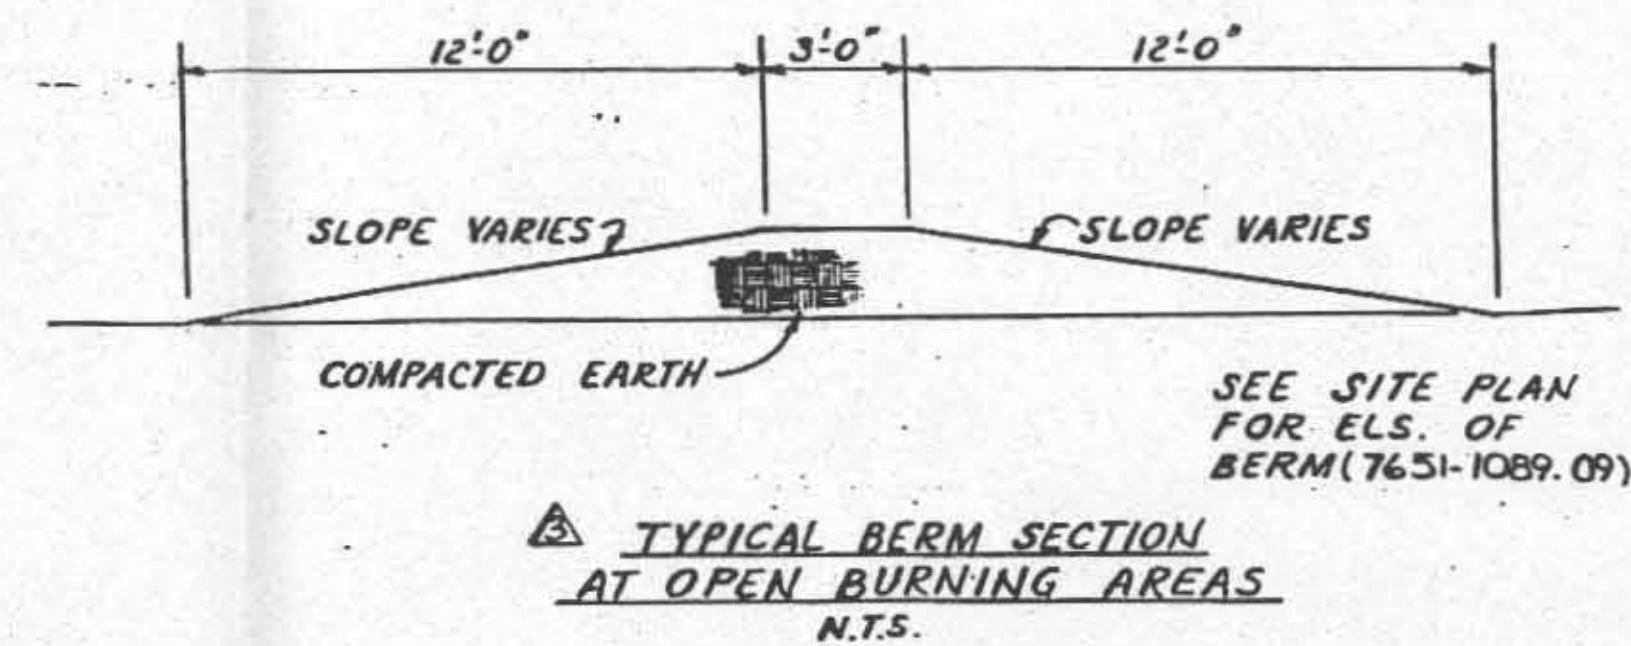 12'-0" 3'-0" 12'-0"
SLOPE VARIES SLOPE VARIES
COMPACTED EARTH
SEE SITE PLAN
FOR ELS. OF
BERM(7651-1089.09)
3 TYPICAL BERM SECTION
AT OPEN BURNING AREAS
N.T.S.